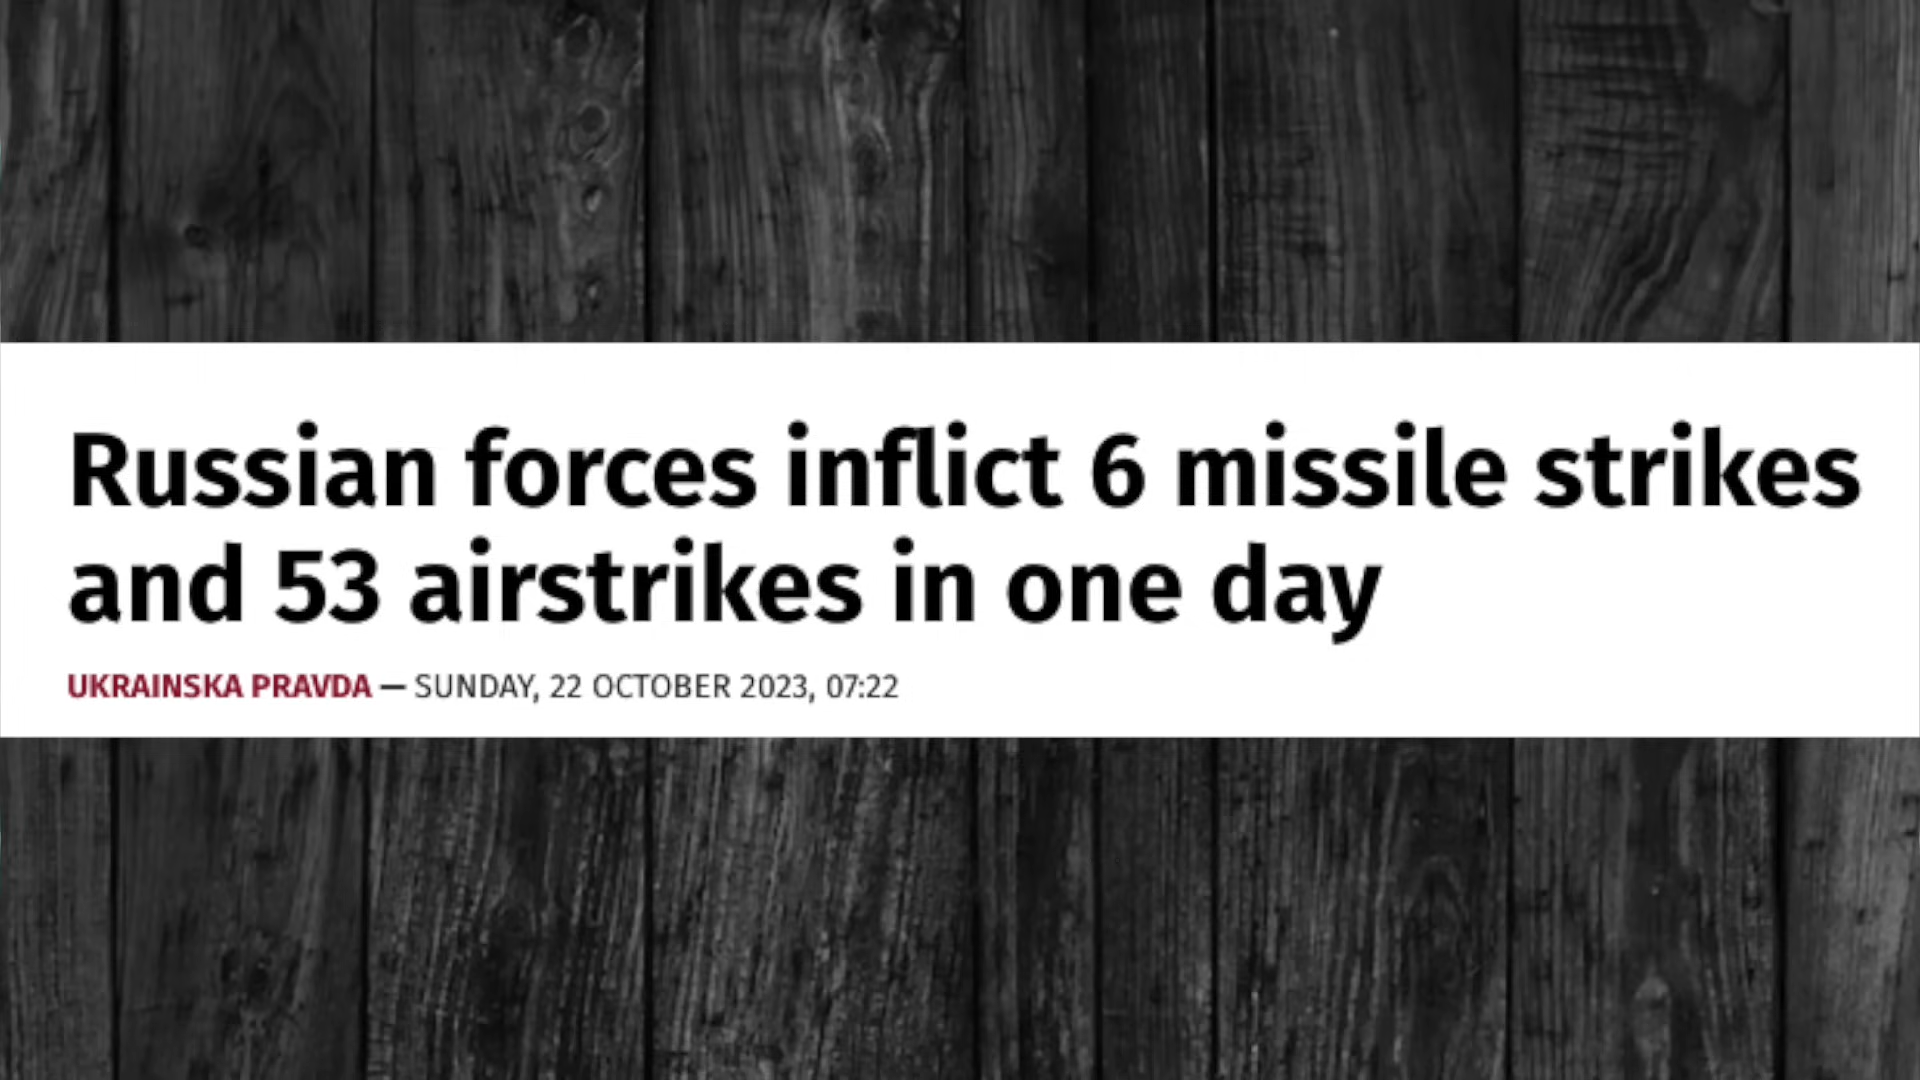 Russian forces inflict 6 missile strikes
and 53 airstrikes in one day
UKRAINSKA PRAVDA — SUNDAY, 22 OCTOBER 2023, 07:22